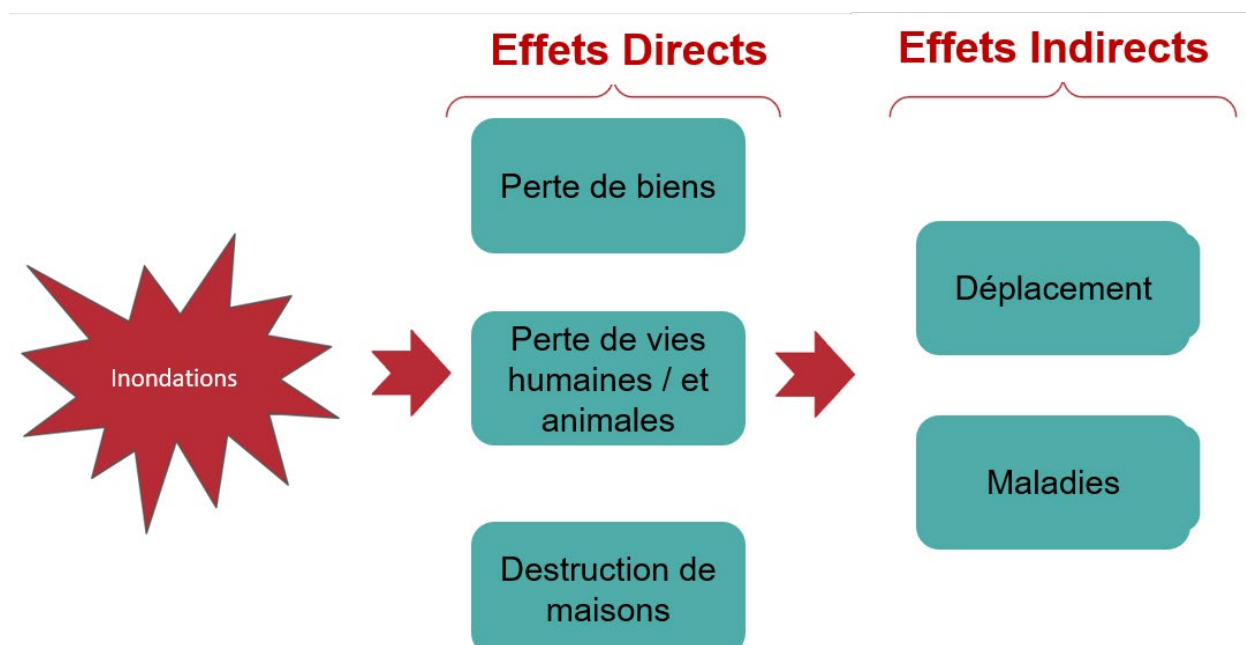 Effets Directs
Effets Indirects
Perte de biens
Inondations
Perte de vies
humaines / et
animales
Déplacement
Maladies
Destruction de
maisons